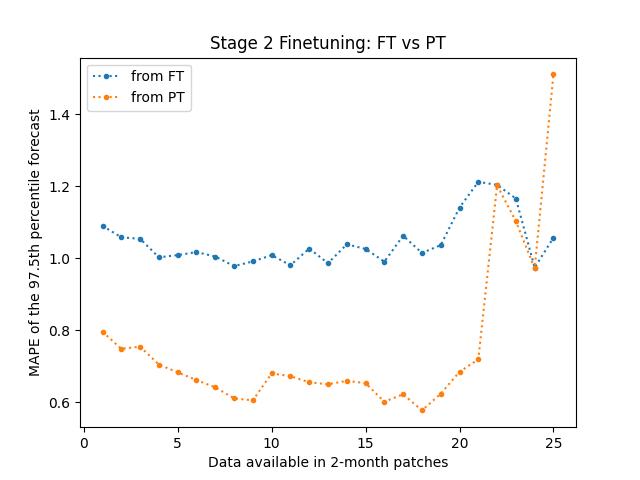 Stage 2 Finetuning: FT vs PT
from FT
from PT
MAPE of the 97.5th percentile forecast
1.4
1.2
1.0
0.8
0.6
0 5 10 15 20 25
Data available in 2-month patches